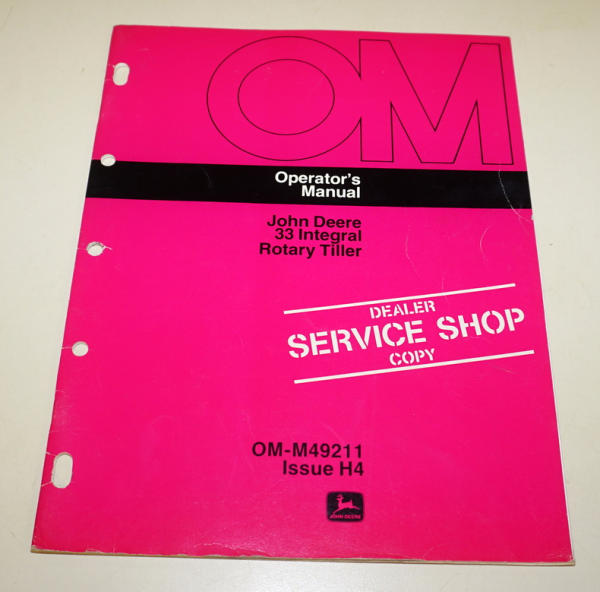 OM
Operator's
Manual
John Deere
33 Integral
Rotary Tiller
DEALER
SERVICE SHOP
COPY
OM-M49211
Issue H4
JOHN DEERE